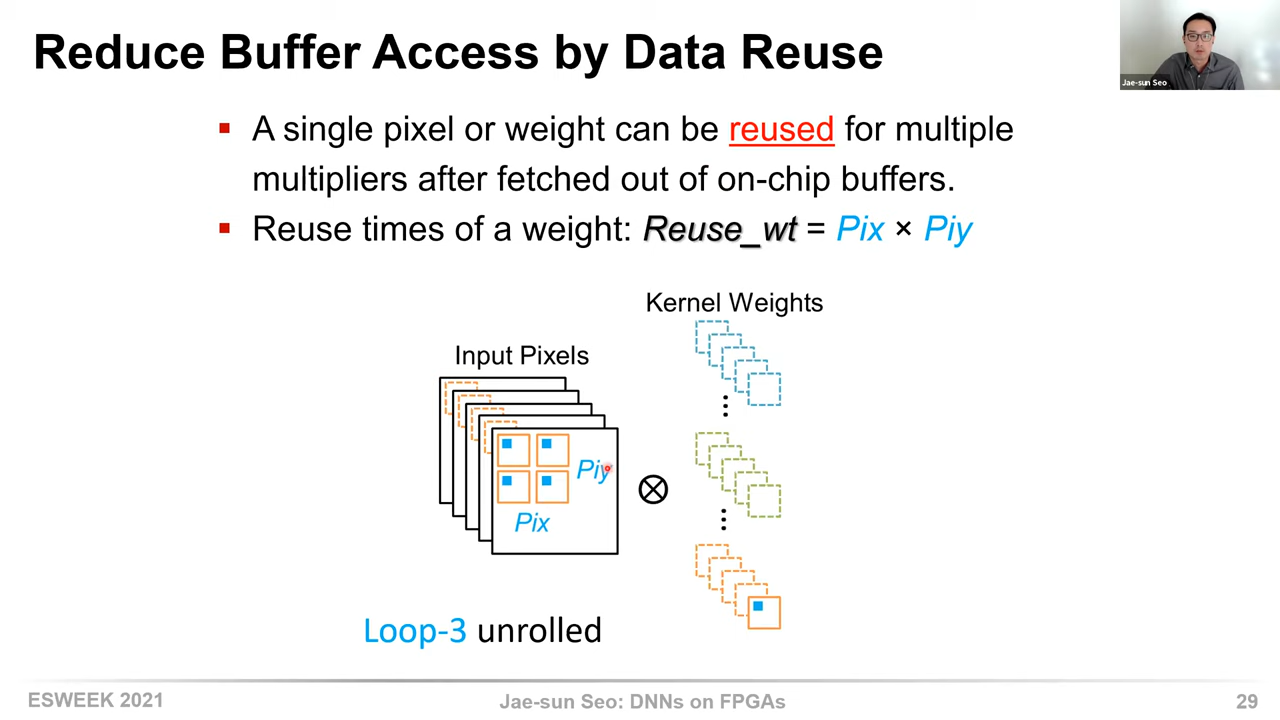 Reduce Buffer Access by Data Reuse
Jae-sun Seo
▪ A single pixel or weight can be reused for multiple
multipliers after fetched out of on-chip buffers.
▪ Reuse times of a weight: Reuse_wt = Pix × Piy
Kernel Weights
Input Pixels
Piy
Pix
Loop-3 unrolled
ESWEEK 2021
Jae-sun Seo: DNNs on FPGAs
29